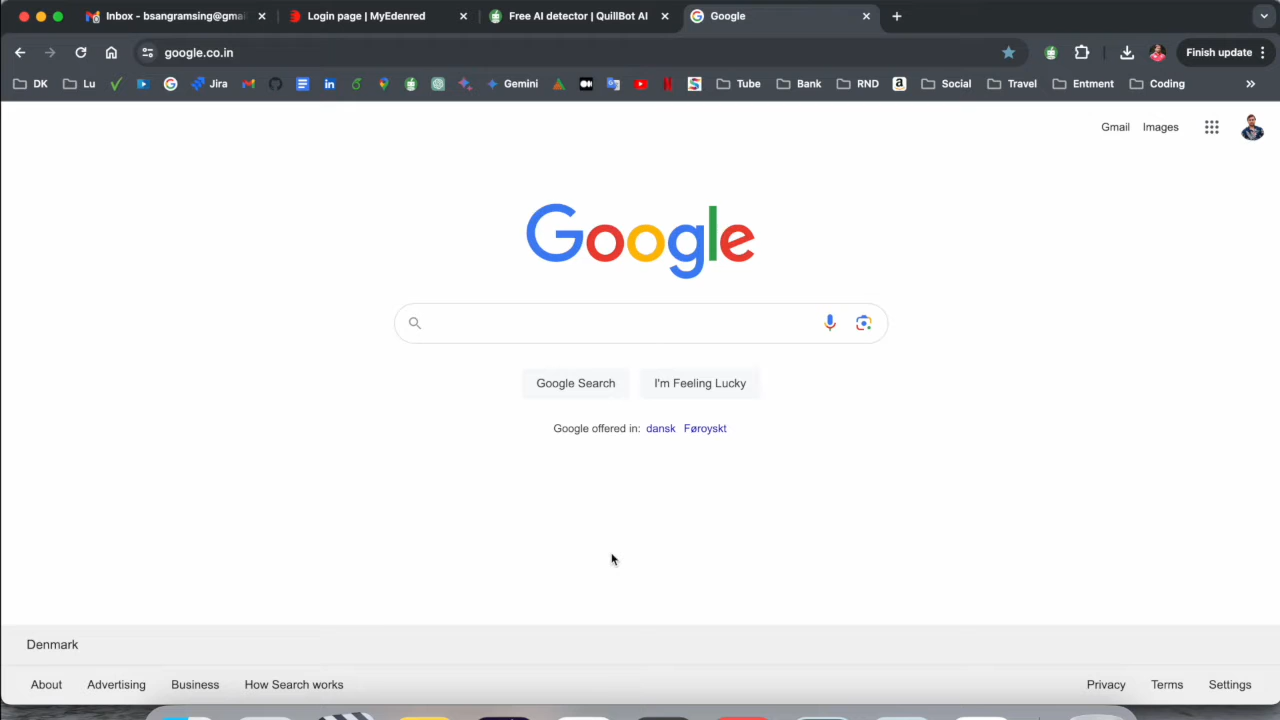 Inbox - bsangramsing@gmai
Login page | MyEdenred
Free AI detector | QuillBot AI
Google
google.co.in
Finish update
DK
Lu
Jira
Gemini
Tube
Bank
RND
Social
Travel
Entment
Coding
Gmail
Images
Google
Google Search
I'm Feeling Lucky
Google offered in: dansk Føroyskt
Denmark
About
Advertising
Business
How Search works
Privacy
Terms
Settings